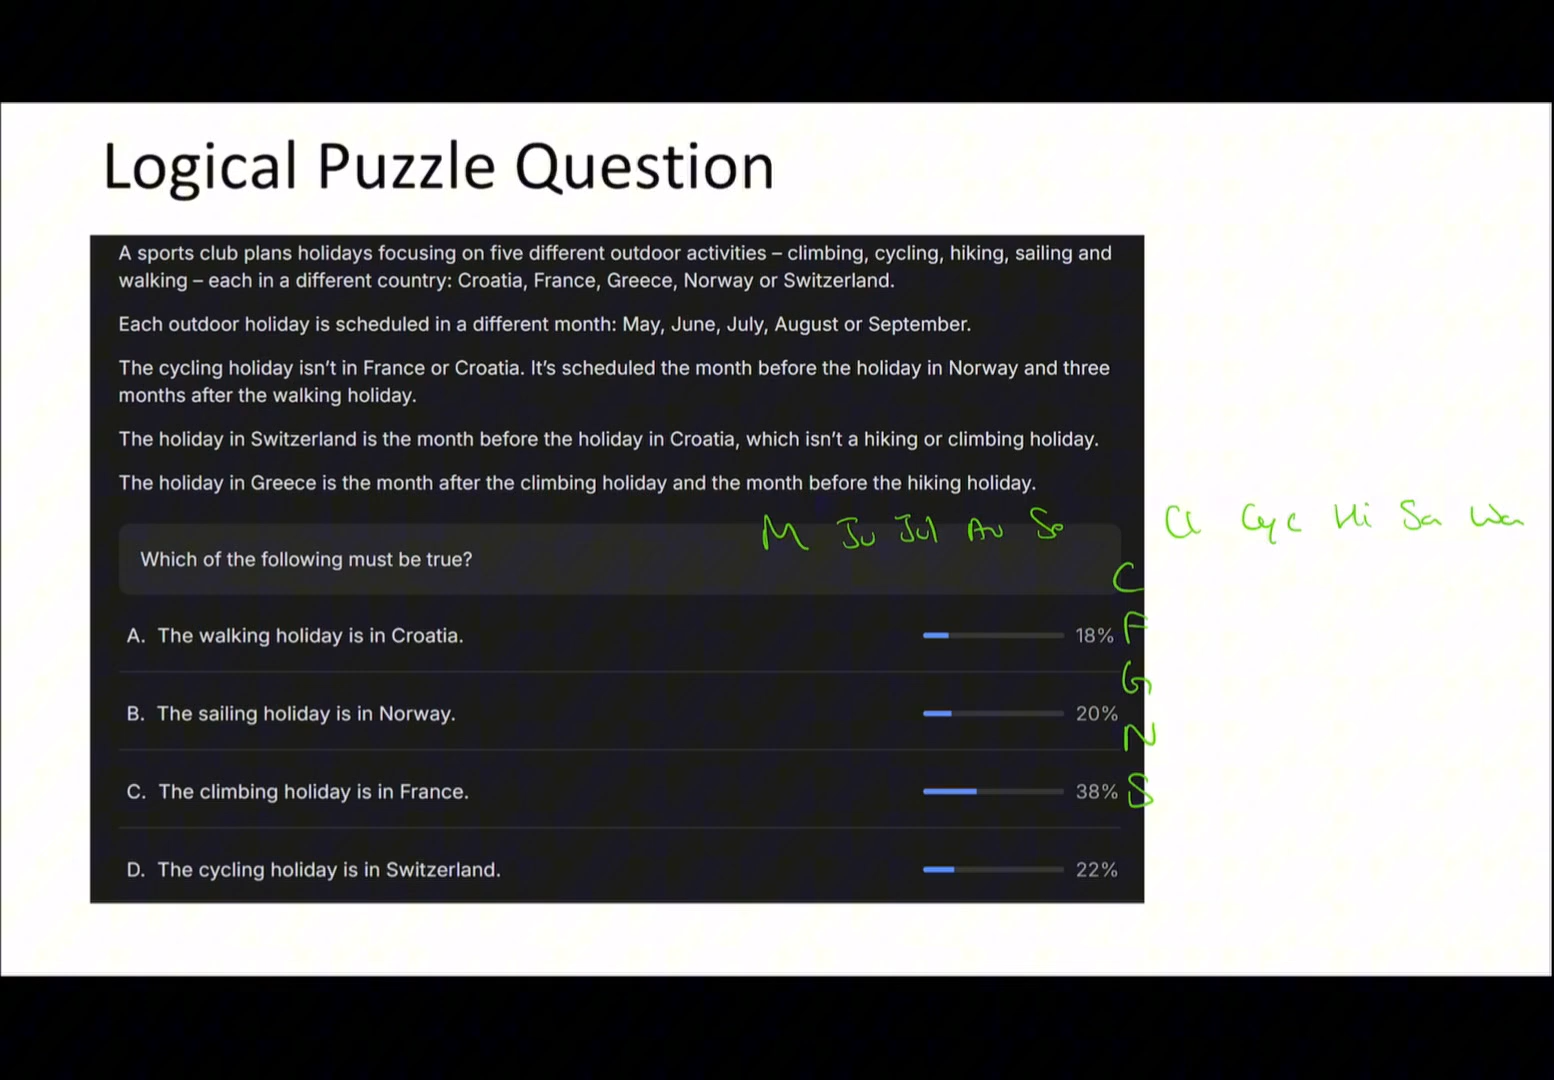 Logical Puzzle Question
A sports club plans holidays focusing on five different outdoor activities – climbing, cycling, hiking, sailing and
walking – each in a different country: Croatia, France, Greece, Norway or Switzerland.
Each outdoor holiday is scheduled in a different month: May, June, July, August or September.
The cycling holiday isn't in France or Croatia. It's scheduled the month before the holiday in Norway and three
months after the walking holiday.
The holiday in Switzerland is the month before the holiday in Croatia, which isn't a hiking or climbing holiday.
The holiday in Greece is the month after the climbing holiday and the month before the hiking holiday.
M Ju Jul Au Se
Cl Cyc Hi Sa Wa
Which of the following must be true?
C
A. The walking holiday is in Croatia. 18%
F
G
B. The sailing holiday is in Norway. 20%
N
C. The climbing holiday is in France. 38%
S
D. The cycling holiday is in Switzerland. 22%